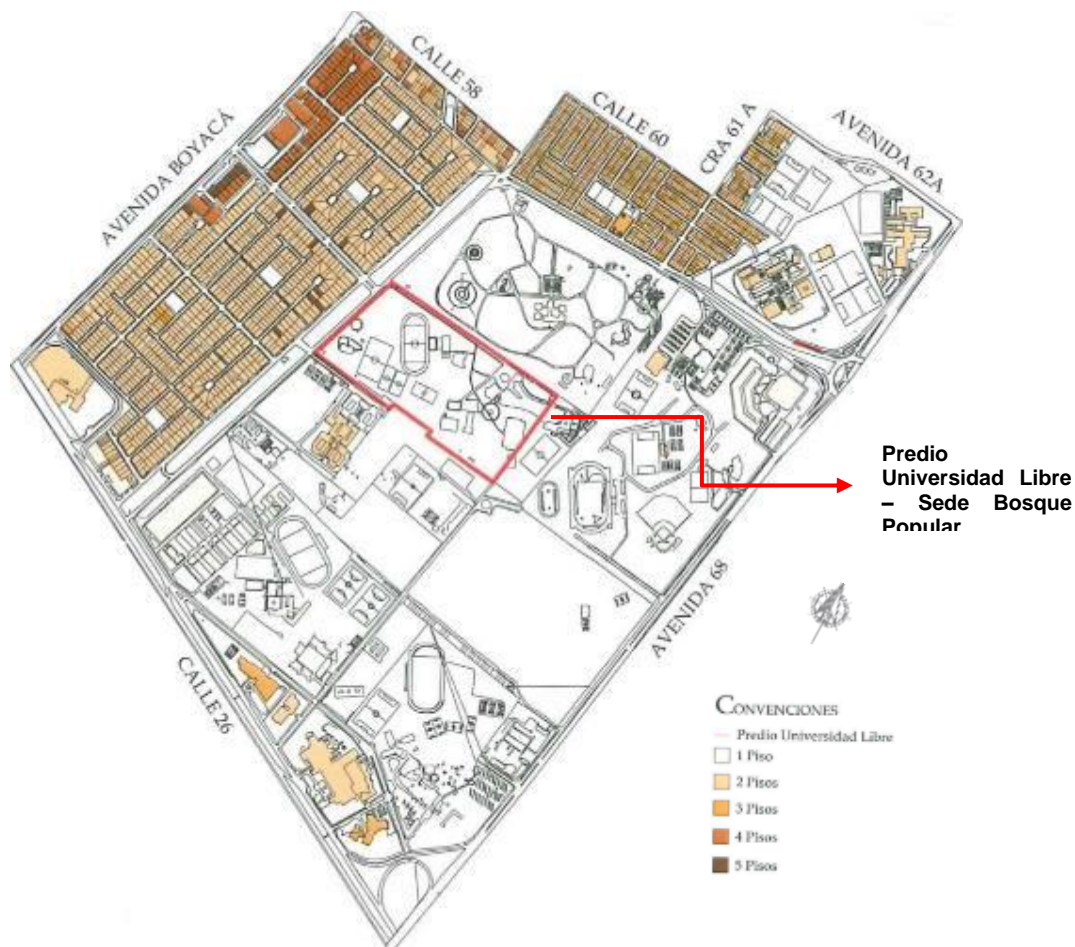 CALLE 58
CALLE 60
CRA 61 A
AVENIDA 62A
AVENIDA BOYACÁ
Predio
Universidad Libre
– Sede Bosque
Popular
AVENIDA 68
CALLE 26
CONVENCIONES
Predio Universidad Libre
1 Piso
2 Pisos
3 Pisos
4 Pisos
5 Pisos